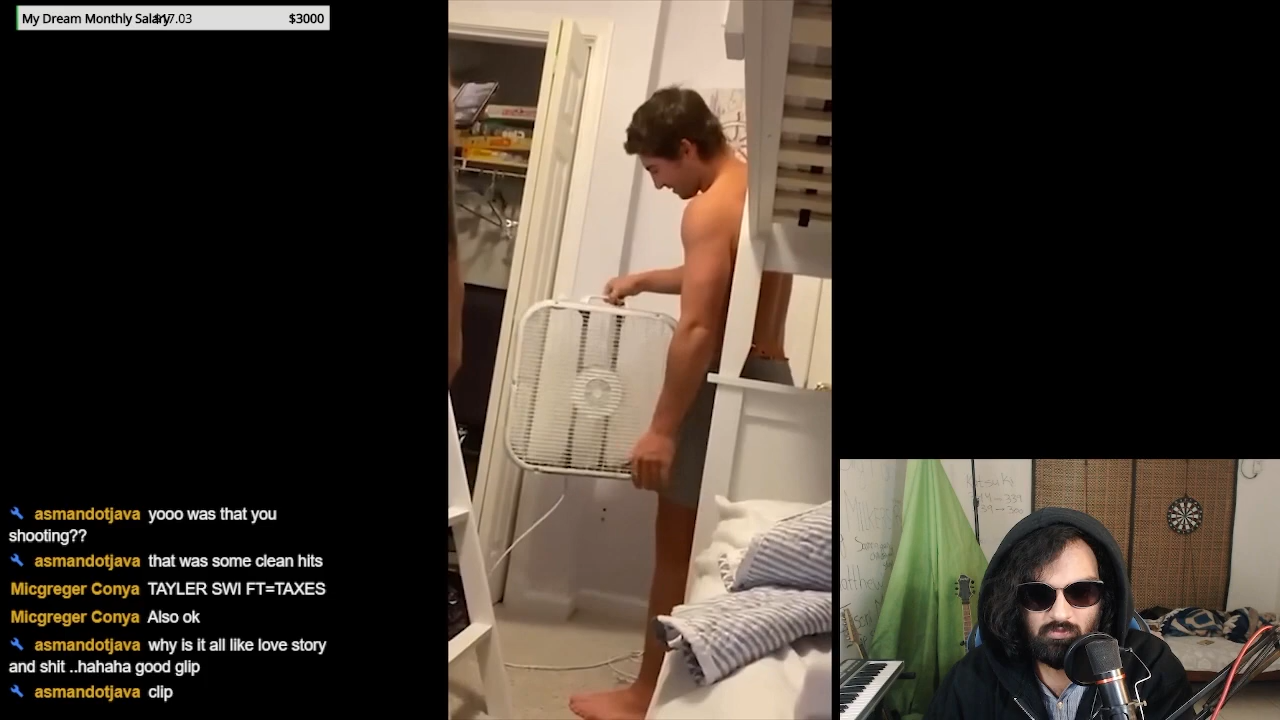 My Dream Monthly Salary $17.03 $3000
asmandotjava yooo was that you
shooting??
asmandotjava that was some clean hits
Micgreger Conya TAYLER SWI FT=TAXES
Micgreger Conya Also ok
asmandotjava why is it all like love story
and shit ..hahaha good glip
asmandotjava clip